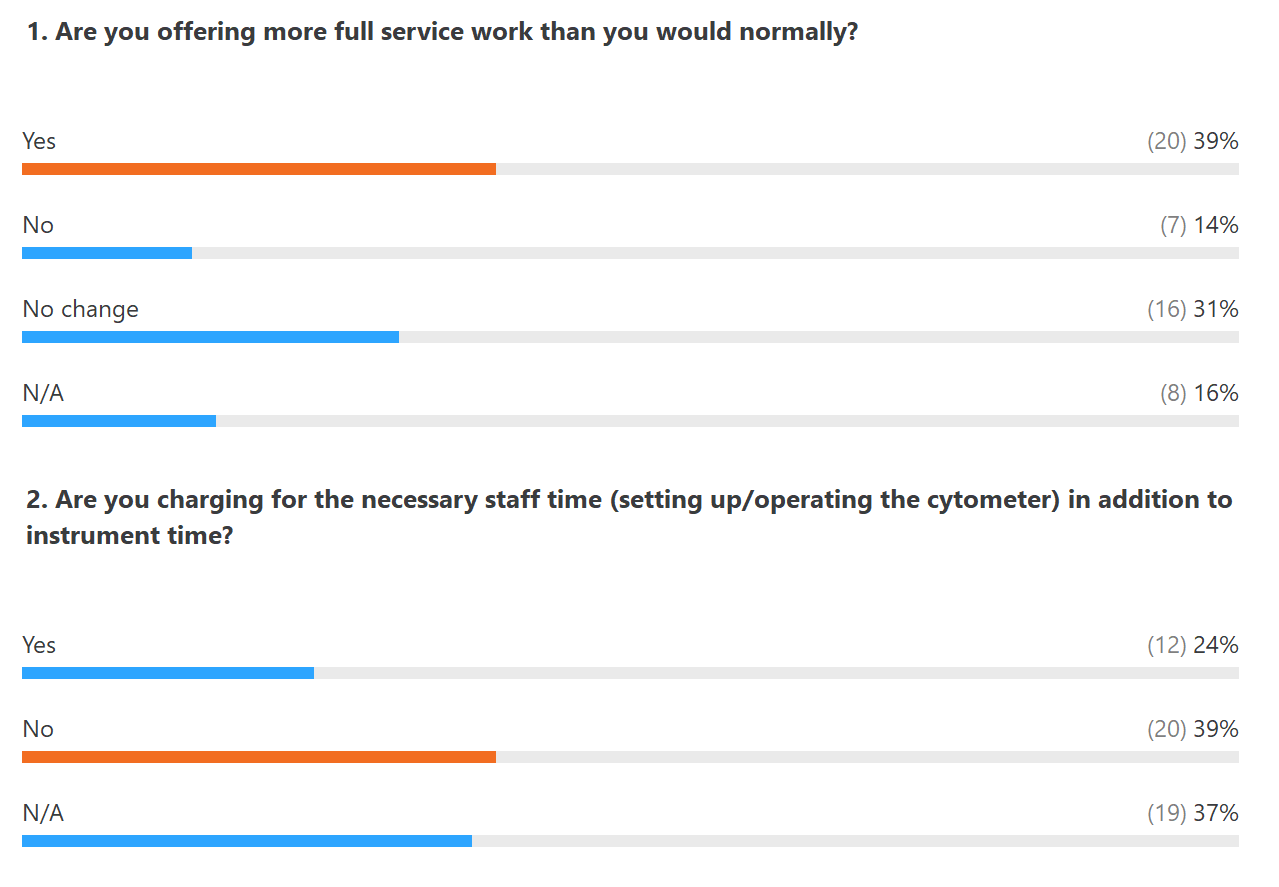 1. Are you offering more full service work than you would normally?
Yes (20) 39%
No (7) 14%
No change (16) 31%
N/A (8) 16%
2. Are you charging for the necessary staff time (setting up/operating the cytometer) in addition to
instrument time?
Yes (12) 24%
No (20) 39%
N/A (19) 37%